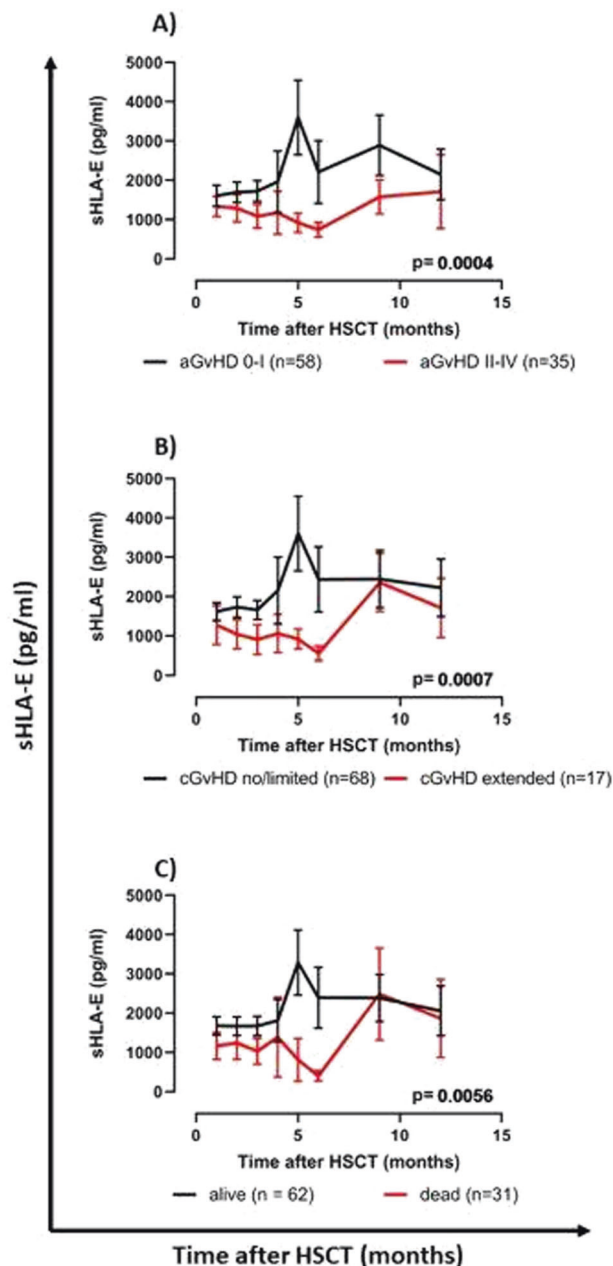 A)
5000
4000
3000
2000
1000
0
sHLA-E (pg/ml)
p= 0.0004
0 5 10 15
Time after HSCT (months)
aGvHD 0-I (n=58) aGvHD II-IV (n=35)
B)
5000
4000
3000
2000
1000
0
sHLA-E (pg/ml)
p= 0.0007
0 5 10 15
Time after HSCT (months)
cGvHD no/limited (n=68) cGvHD extended (n=17)
C)
5000
4000
3000
2000
1000
0
sHLA-E (pg/ml)
p= 0.0056
0 5 10 15
Time after HSCT (months)
alive (n = 62) dead (n=31)
sHLA-E (pg/ml)
Time after HSCT (months)